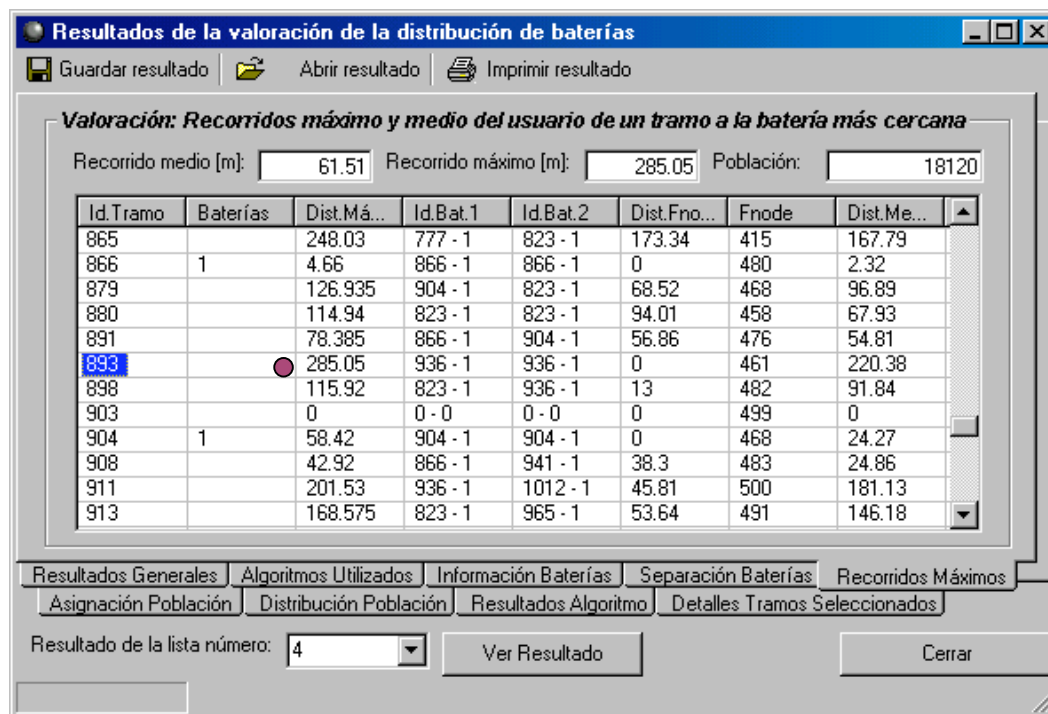 Resultados de la valoración de la distribución de baterías
Guardar resultado Abrir resultado Imprimir resultado
Valoración: Recorridos máximo y medio del usuario de un tramo a la batería más cercana
Recorrido medio [m]: 61.51 Recorrido máximo [m]: 285.05 Población: 18120
Id.Tramo Baterías Dist.Má... Id.Bat.1 Id.Bat.2 Dist.Fno... Fnode Dist.Me...
865 248.03 777 - 1 823 - 1 173.34 415 167.79
866 1 4.66 866 - 1 866 - 1 0 480 2.32
879 126.935 904 - 1 823 - 1 68.52 468 96.89
880 114.94 823 - 1 823 - 1 94.01 458 67.93
891 78.385 866 - 1 904 - 1 56.86 476 54.81
893 285.05 936 - 1 936 - 1 0 461 220.38
898 115.92 823 - 1 936 - 1 13 482 91.84
903 0 0 - 0 0 - 0 0 499 0
904 1 58.42 904 - 1 904 - 1 0 468 24.27
908 42.92 866 - 1 941 - 1 38.3 483 24.86
911 201.53 936 - 1 1012 - 1 45.81 500 181.13
913 168.575 823 - 1 965 - 1 53.64 491 146.18
Resultados Generales Algoritmos Utilizados Información Baterías Separación Baterías Recorridos Máximos
Asignación Población Distribución Población Resultados Algoritmo Detalles Tramos Seleccionados
Resultado de la lista número: 4 Ver Resultado Cerrar